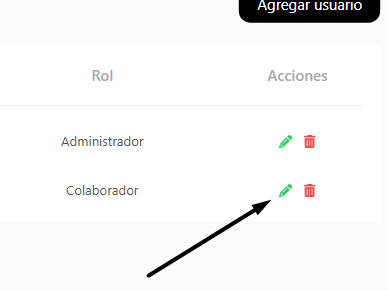 Agregar usuario
Rol Acciones
Administrador
Colaborador